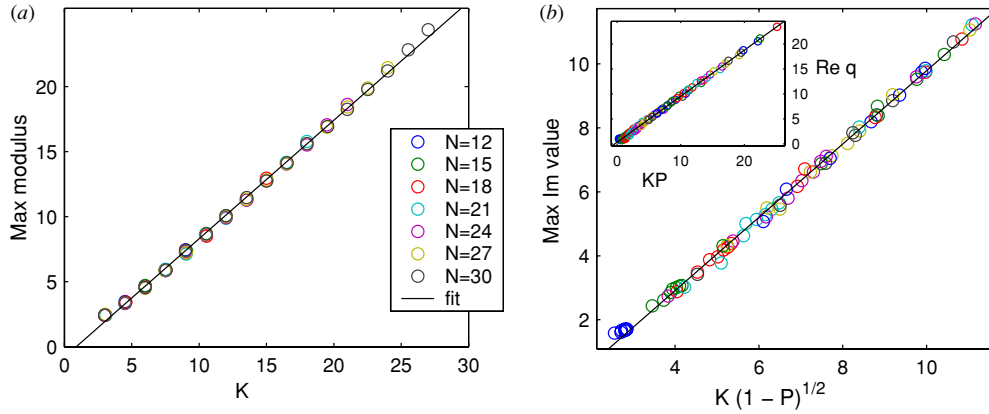 (a)
Max modulus
20
15
10
5
0
0 5 10 15 20 25 30
K
N=12
N=15
N=18
N=21
N=24
N=27
N=30
fit
(b)
Max Im value
10
8
6
4
2
4 6 8 10
K (1 − P)^{1/2}
20
15
10
5
0
Re q
0 10 20
KP